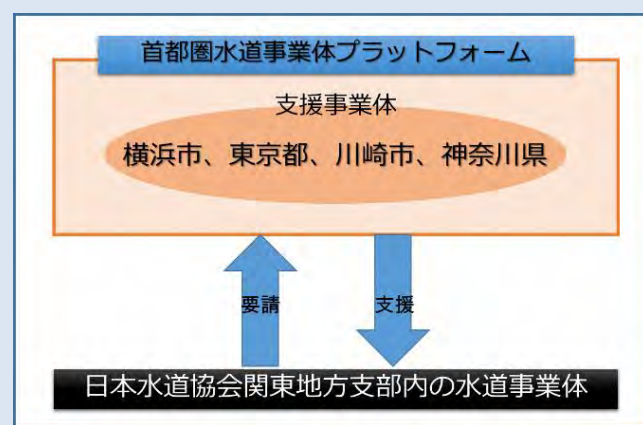 首都圏水道事業体プラットフォーム
支援事業体
横浜市、東京都、川崎市、神奈川県
要請
支援
日本水道協会関東地方支部内の水道事業体